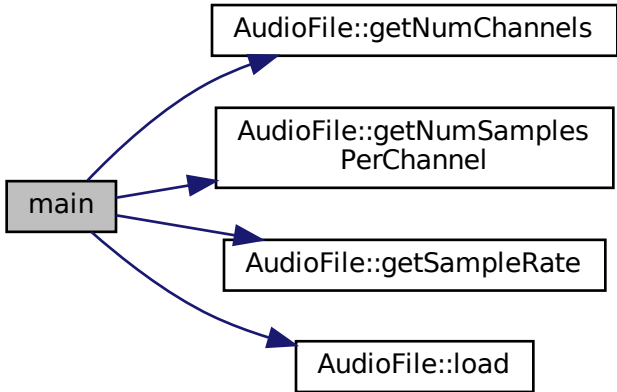 AudioFile::getNumChannels
AudioFile::getNumSamples
PerChannel
main
AudioFile::getSampleRate
AudioFile::load